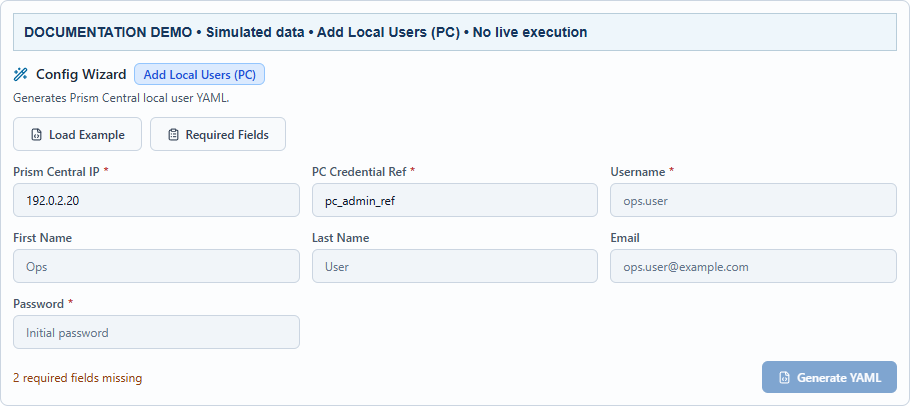 DOCUMENTATION DEMO • Simulated data • Add Local Users (PC) • No live execution
Config Wizard Add Local Users (PC)
Generates Prism Central local user YAML.
Load Example Required Fields
Prism Central IP * PC Credential Ref * Username *
192.0.2.20 pc_admin_ref ops.user
First Name Last Name Email
Ops User ops.user@example.com
Password *
Initial password
2 required fields missing Generate YAML